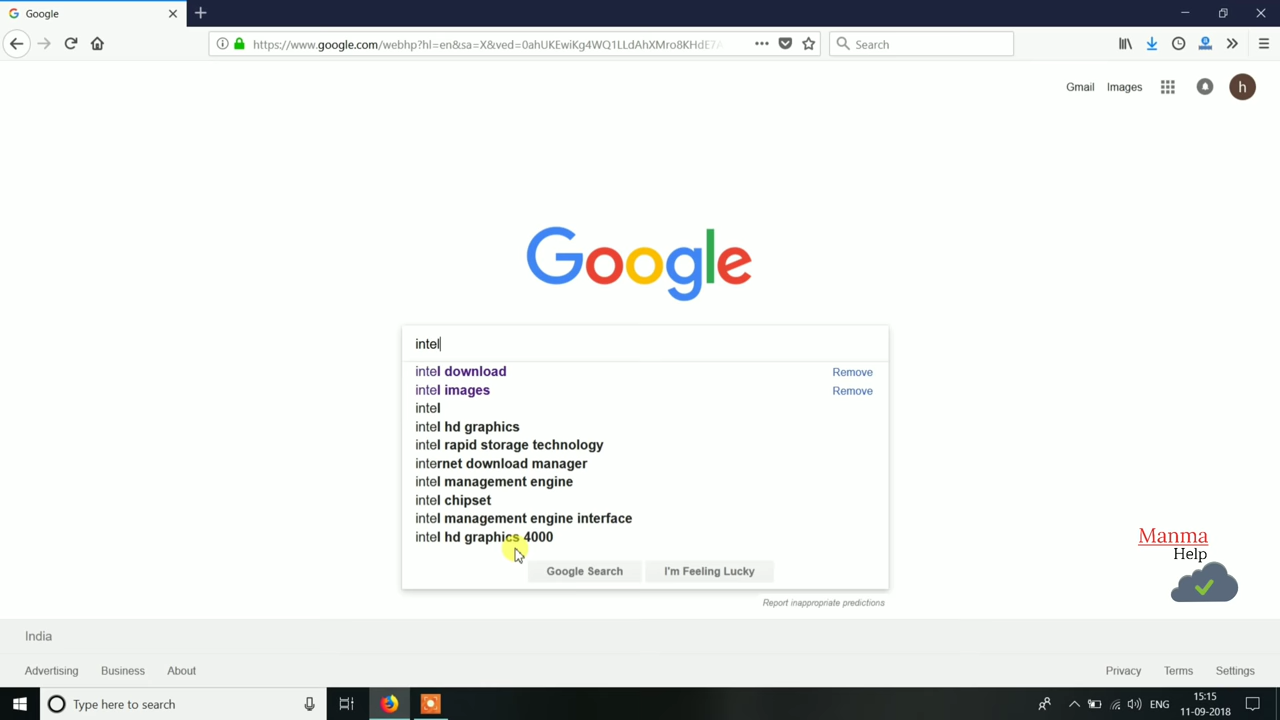 Google
https://www.google.com/webhp?hl=en&sa=X&ved=0ahUKEwiKg4WQ1LLdAhXMro8KHdE7A
Search
Gmail Images
h
Google
intel
intel download Remove
intel images Remove
intel
intel hd graphics
intel rapid storage technology
internet download manager
intel management engine
intel chipset
intel management engine interface
intel hd graphics 4000
Google Search I'm Feeling Lucky
Report inappropriate predictions
Manma
Help
India
Advertising Business About
Privacy Terms Settings
Type here to search
ENG
15:15
11-09-2018